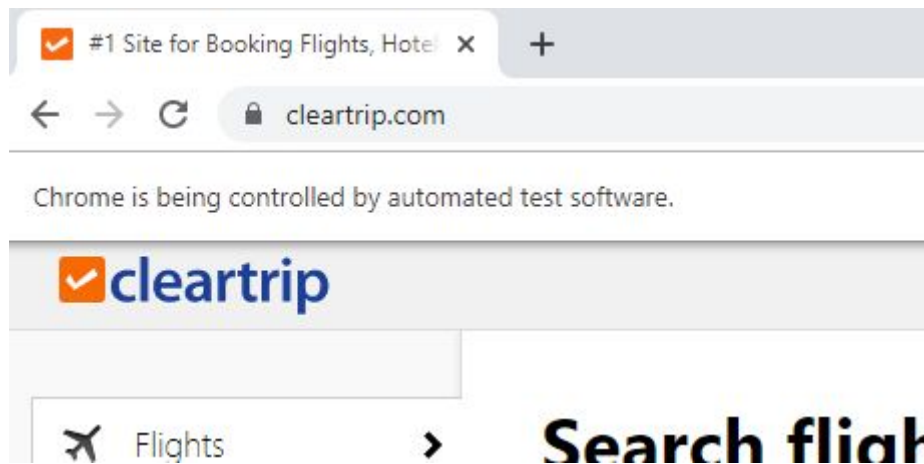 #1 Site for Booking Flights, Hotel
cleartrip.com
Chrome is being controlled by automated test software.
cleartrip
Flights
Search